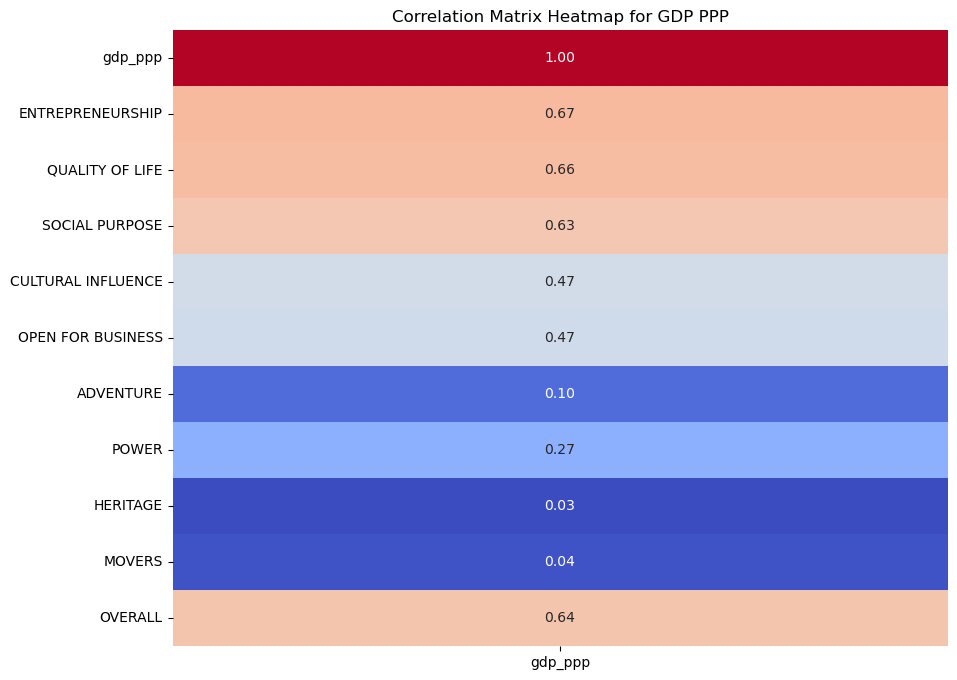 Correlation Matrix Heatmap for GDP PPP
gdp_ppp 1.00
ENTREPRENEURSHIP 0.67
QUALITY OF LIFE 0.66
SOCIAL PURPOSE 0.63
CULTURAL INFLUENCE 0.47
OPEN FOR BUSINESS 0.47
ADVENTURE 0.10
POWER 0.27
HERITAGE 0.03
MOVERS 0.04
OVERALL 0.64
gdp_ppp